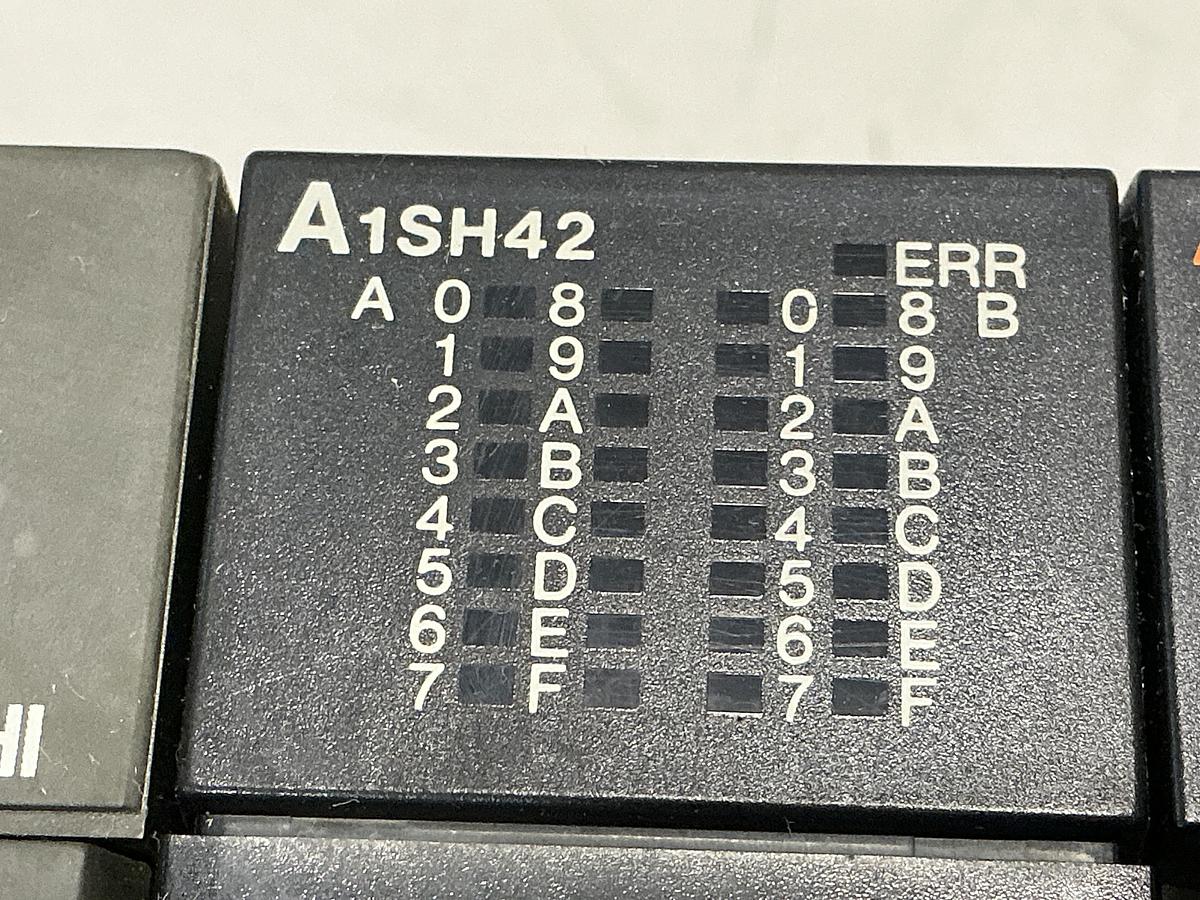 A1SH42
ERR
A 0 8 0 8 B
1 9 1 9
2 A 2 A
3 B 3 B
4 C 4 C
5 D 5 D
6 E 6 E
7 F 7 F
HI